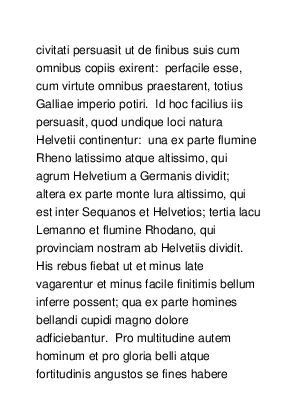 civitati persuasit ut de finibus suis cum
omnibus copiis exirent:  perfacile esse,
cum virtute omnibus praestarent, totius
Galliae imperio potiri.  Id hoc facilius iis
persuasit, quod undique loci natura
Helvetii continentur:  una ex parte flumine
Rheno latissimo atque altissimo, qui
agrum Helvetium a Germanis dividit;
altera ex parte monte Iura altissimo, qui
est inter Sequanos et Helvetios; tertia lacu
Lemanno et flumine Rhodano, qui
provinciam nostram ab Helvetiis dividit.
His rebus fiebat ut et minus late
vagarentur et minus facile finitimis bellum
inferre possent; qua ex parte homines
bellandi cupidi magno dolore
adficiebantur.  Pro multitudine autem
hominum et pro gloria belli atque
fortitudinis angustos se fines habere